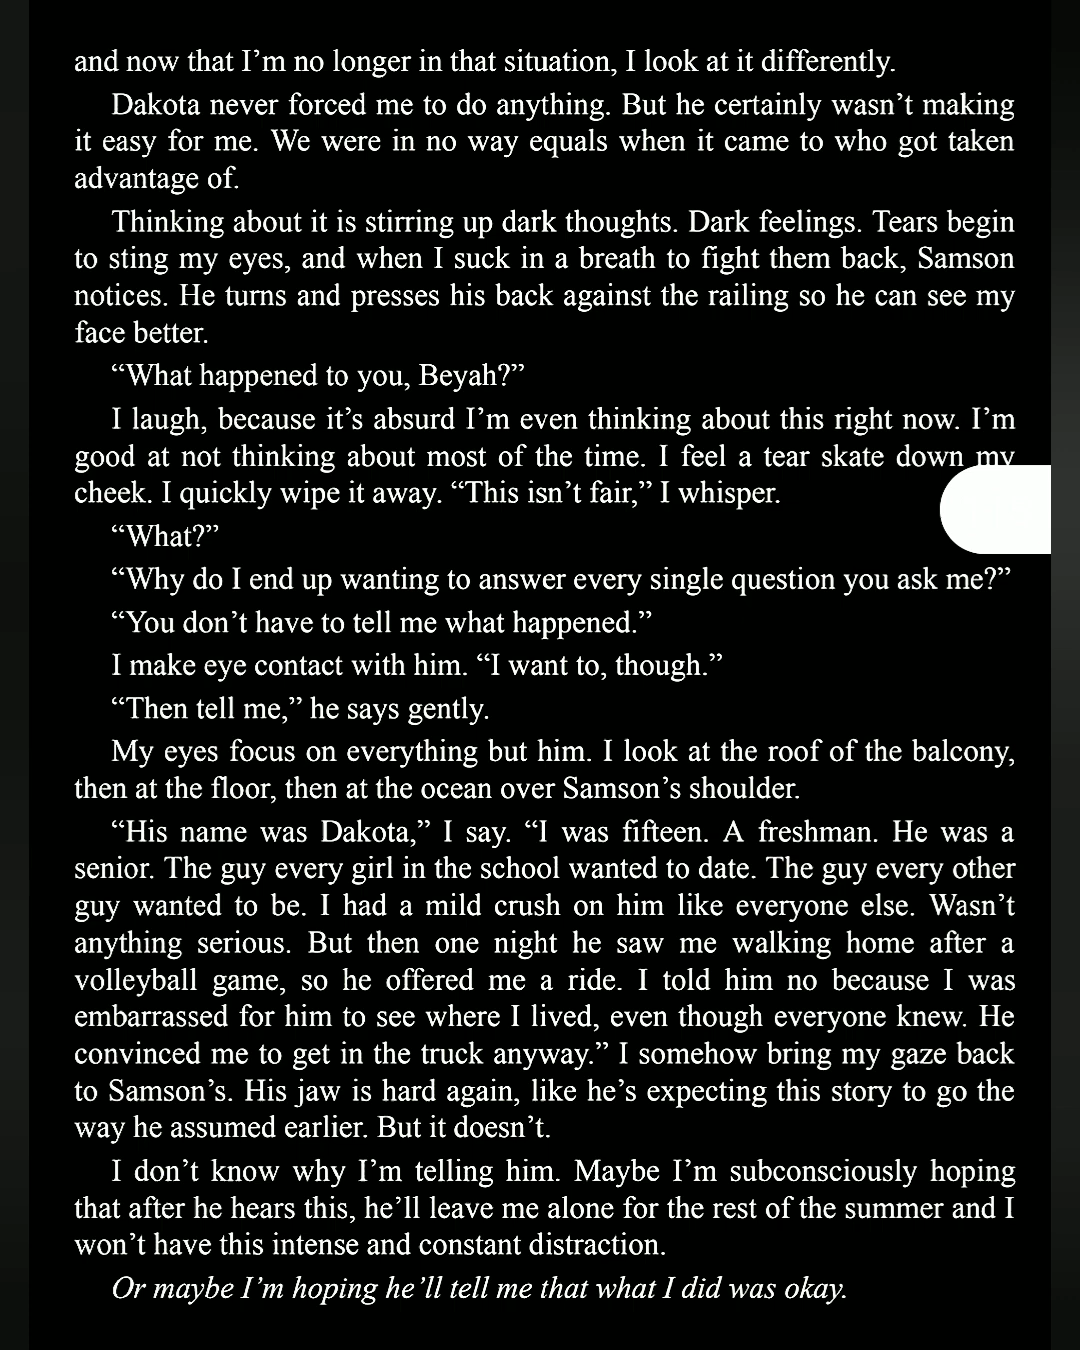 and now that I’m no longer in that situation, I look at it differently.
Dakota never forced me to do anything. But he certainly wasn’t making
it easy for me. We were in no way equals when it came to who got taken
advantage of.
Thinking about it is stirring up dark thoughts. Dark feelings. Tears begin
to sting my eyes, and when I suck in a breath to fight them back, Samson
notices. He turns and presses his back against the railing so he can see my
face better.
“What happened to you, Beyah?”
I laugh, because it’s absurd I’m even thinking about this right now. I’m
good at not thinking about most of the time. I feel a tear skate down my
cheek. I quickly wipe it away. “This isn’t fair,” I whisper.
“What?”
“Why do I end up wanting to answer every single question you ask me?”
“You don’t have to tell me what happened.”
I make eye contact with him. “I want to, though.”
“Then tell me,” he says gently.
My eyes focus on everything but him. I look at the roof of the balcony,
then at the floor, then at the ocean over Samson’s shoulder.
“His name was Dakota,” I say. “I was fifteen. A freshman. He was a
senior. The guy every girl in the school wanted to date. The guy every other
guy wanted to be. I had a mild crush on him like everyone else. Wasn’t
anything serious. But then one night he saw me walking home after a
volleyball game, so he offered me a ride. I told him no because I was
embarrassed for him to see where I lived, even though everyone knew. He
convinced me to get in the truck anyway.” I somehow bring my gaze back
to Samson’s. His jaw is hard again, like he’s expecting this story to go the
way he assumed earlier. But it doesn’t.
I don’t know why I’m telling him. Maybe I’m subconsciously hoping
that after he hears this, he’ll leave me alone for the rest of the summer and I
won’t have this intense and constant distraction.
Or maybe I’m hoping he’ll tell me that what I did was okay.